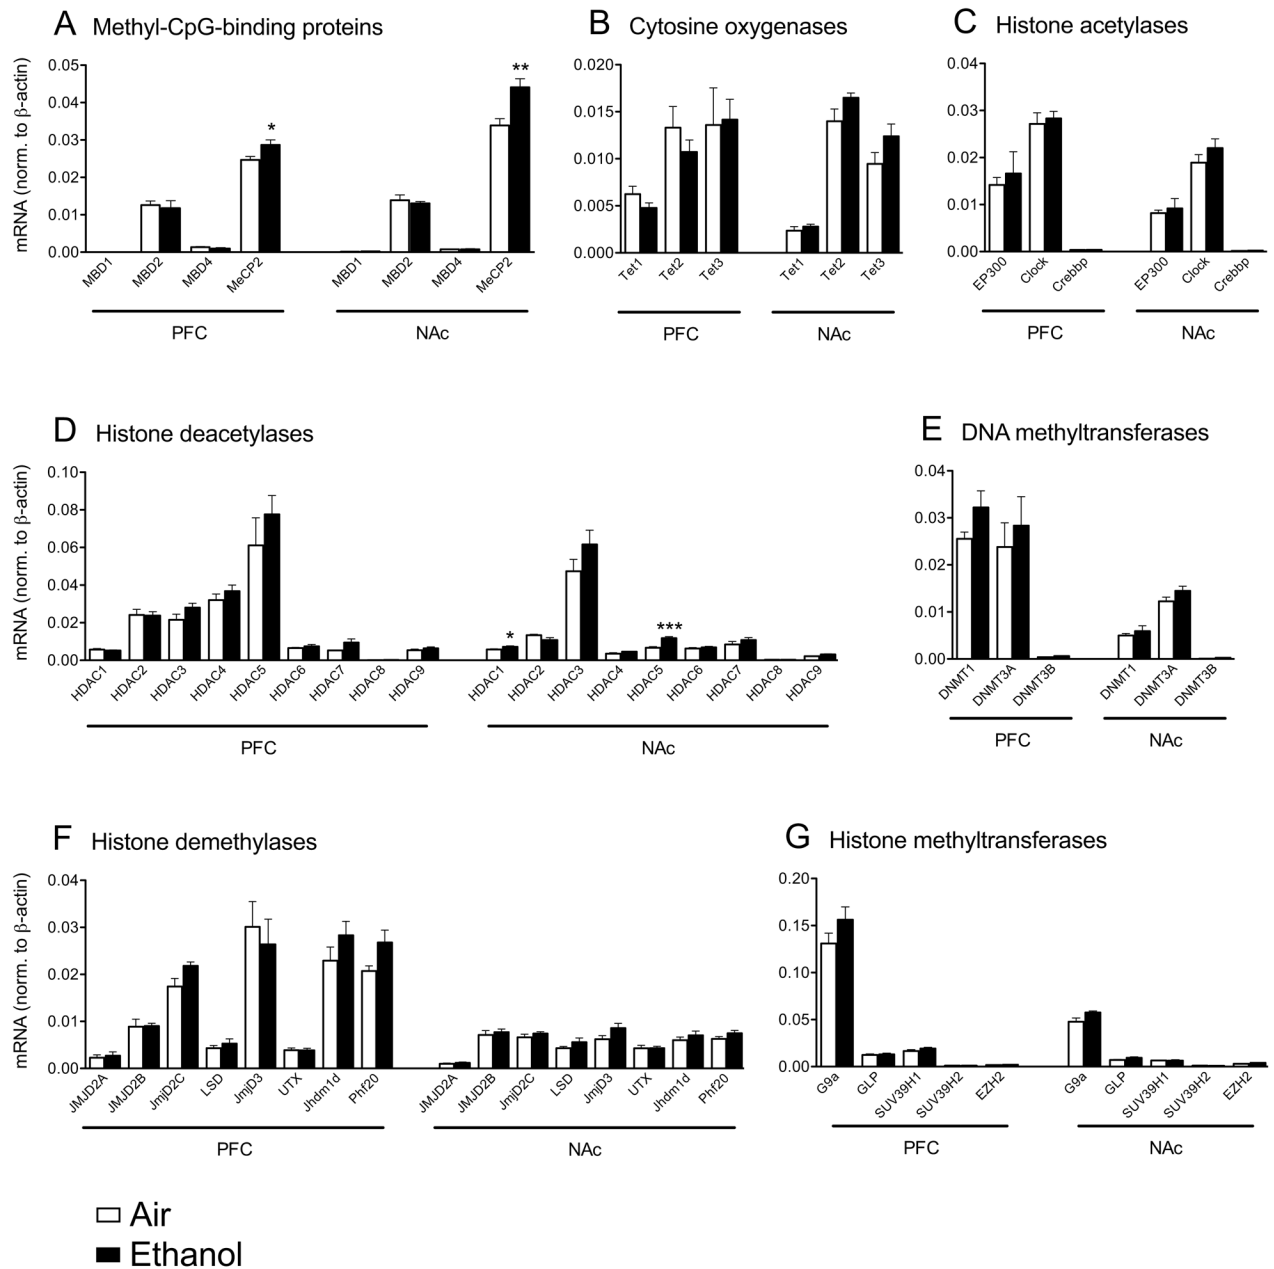 A Methyl-CpG-binding proteins
mRNA (norm. to β-actin)
0.05
0.04
0.03
0.02
0.01
0.00
*
**
MBD1 MBD2 MBD4 MeCP2 MBD1 MBD2 MBD4 MeCP2
PFC NAc
B Cytosine oxygenases
0.020
0.015
0.010
0.005
0.000
Tet1 Tet2 Tet3 Tet1 Tet2 Tet3
PFC NAc
C Histone acetylases
0.04
0.03
0.02
0.01
0.00
EP300 Clock Crebbp EP300 Clock Crebbp
PFC NAc
D Histone deacetylases
mRNA (norm. to β-actin)
0.10
0.08
0.06
0.04
0.02
0.00
*
***
HDAC1 HDAC2 HDAC3 HDAC4 HDAC5 HDAC6 HDAC7 HDAC8 HDAC9 HDAC1 HDAC2 HDAC3 HDAC4 HDAC5 HDAC6 HDAC7 HDAC8 HDAC9
PFC NAc
E DNA methyltransferases
0.04
0.03
0.02
0.01
0.00
DNMT1 DNMT3A DNMT3B DNMT1 DNMT3A DNMT3B
PFC NAc
F Histone demethylases
mRNA (norm. to β-actin)
0.04
0.03
0.02
0.01
0.00
JMJD2A JMJD2B JmjD2C LSD JmjD3 UTX Jhdm1d Phf20 JMJD2A JMJD2B JmjD2C LSD JmjD3 UTX Jhdm1d Phf20
PFC NAc
G Histone methyltransferases
0.20
0.15
0.10
0.05
0.00
G9a GLP SUV39H1 SUV39H2 EZH2 G9a GLP SUV39H1 SUV39H2 EZH2
PFC NAc
Air
Ethanol